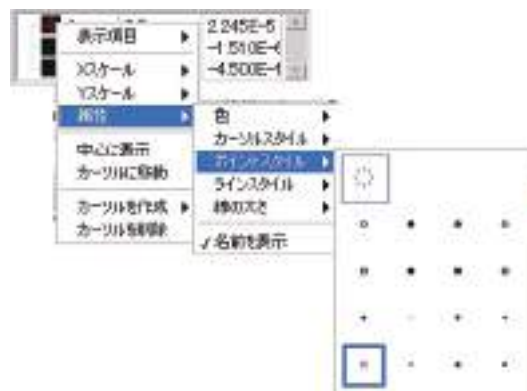 2.245E-5
-4.500E-1
表示項目
Xスケール
Yスケール
属性
中心に表示
カーソルに移動
カーソルを作成
カーソルを削除
色
カーソルスタイル
ポイントスタイル
ラインスタイル
線の太さ
✓名前を表示